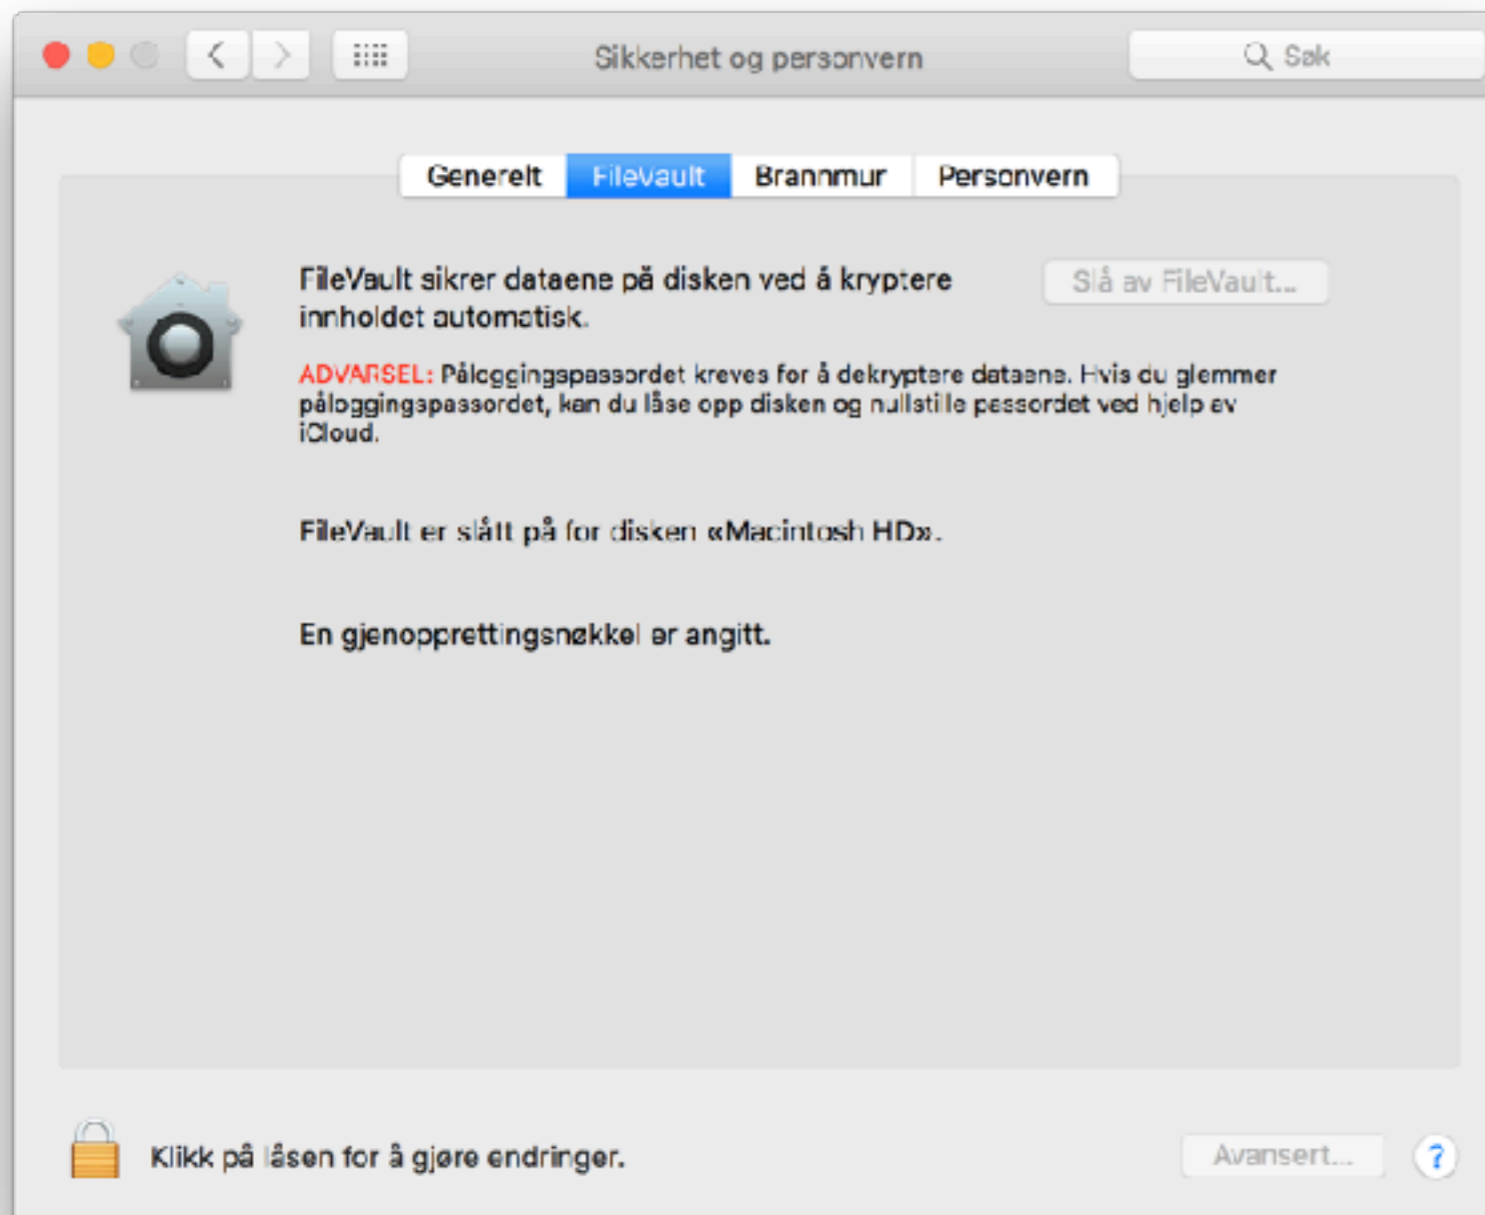 Sikkerhet og personvern
Søk
Generelt
FileVault
Brannmur
Personvern
FileVault sikrer dataene på disken ved å kryptere
innholdet automatisk.
Slå av FileVault...
ADVARSEL: Påloggingspassordet kreves for å dekryptere dataene. Hvis du glemmer
påloggingspassordet, kan du låse opp disken og nullstille passordet ved hjelp av
iCloud.
FileVault er slått på for disken «Macintosh HD».
En gjenopprettingsnøkkel er angitt.
Klikk på låsen for å gjøre endringer.
Avansert...
?